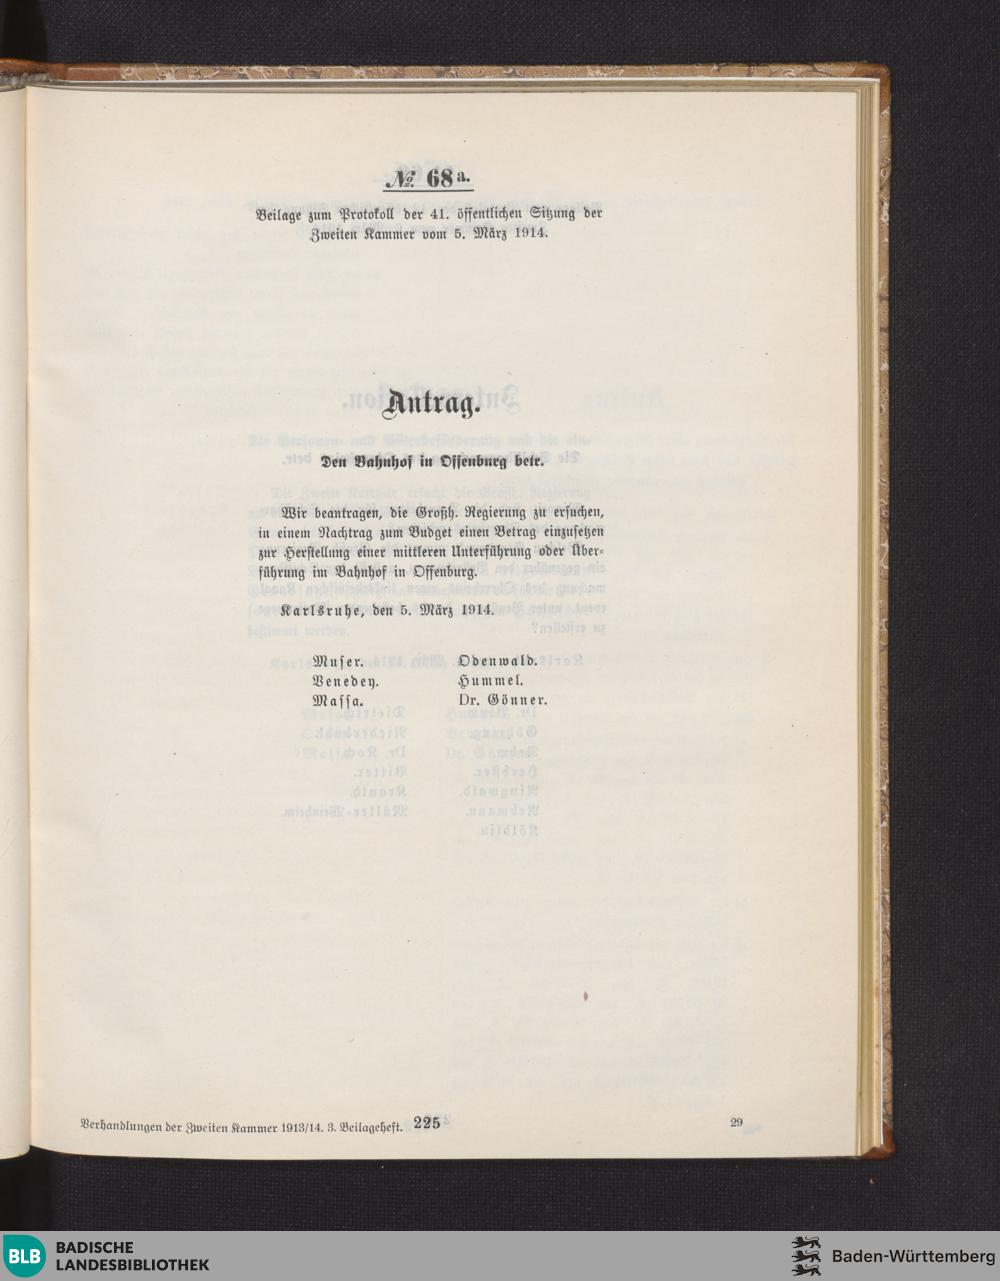 № 68a.
Beilage zum Protokoll der 41. öffentlichen Sitzung der
Zweiten Kammer vom 5. März 1914.
Antrag.
Den Bahnhof in Offenburg betr.
Wir beantragen, die Großh. Regierung zu ersuchen,
in einem Nachtrag zum Budget einen Betrag einzusetzen
zur Herstellung einer mittleren Unterführung oder Über-
führung im Bahnhof in Offenburg.
Karlsruhe, den 5. März 1914.
Muser. Odenwald.
Venedey. Hummel.
Massa. Dr. Gönner.
Verhandlungen der Zweiten Kammer 1913/14. 3. Beilageheft. 225 29
BLB BADISCHE
LANDESBIBLIOTHEK
Baden-Württemberg